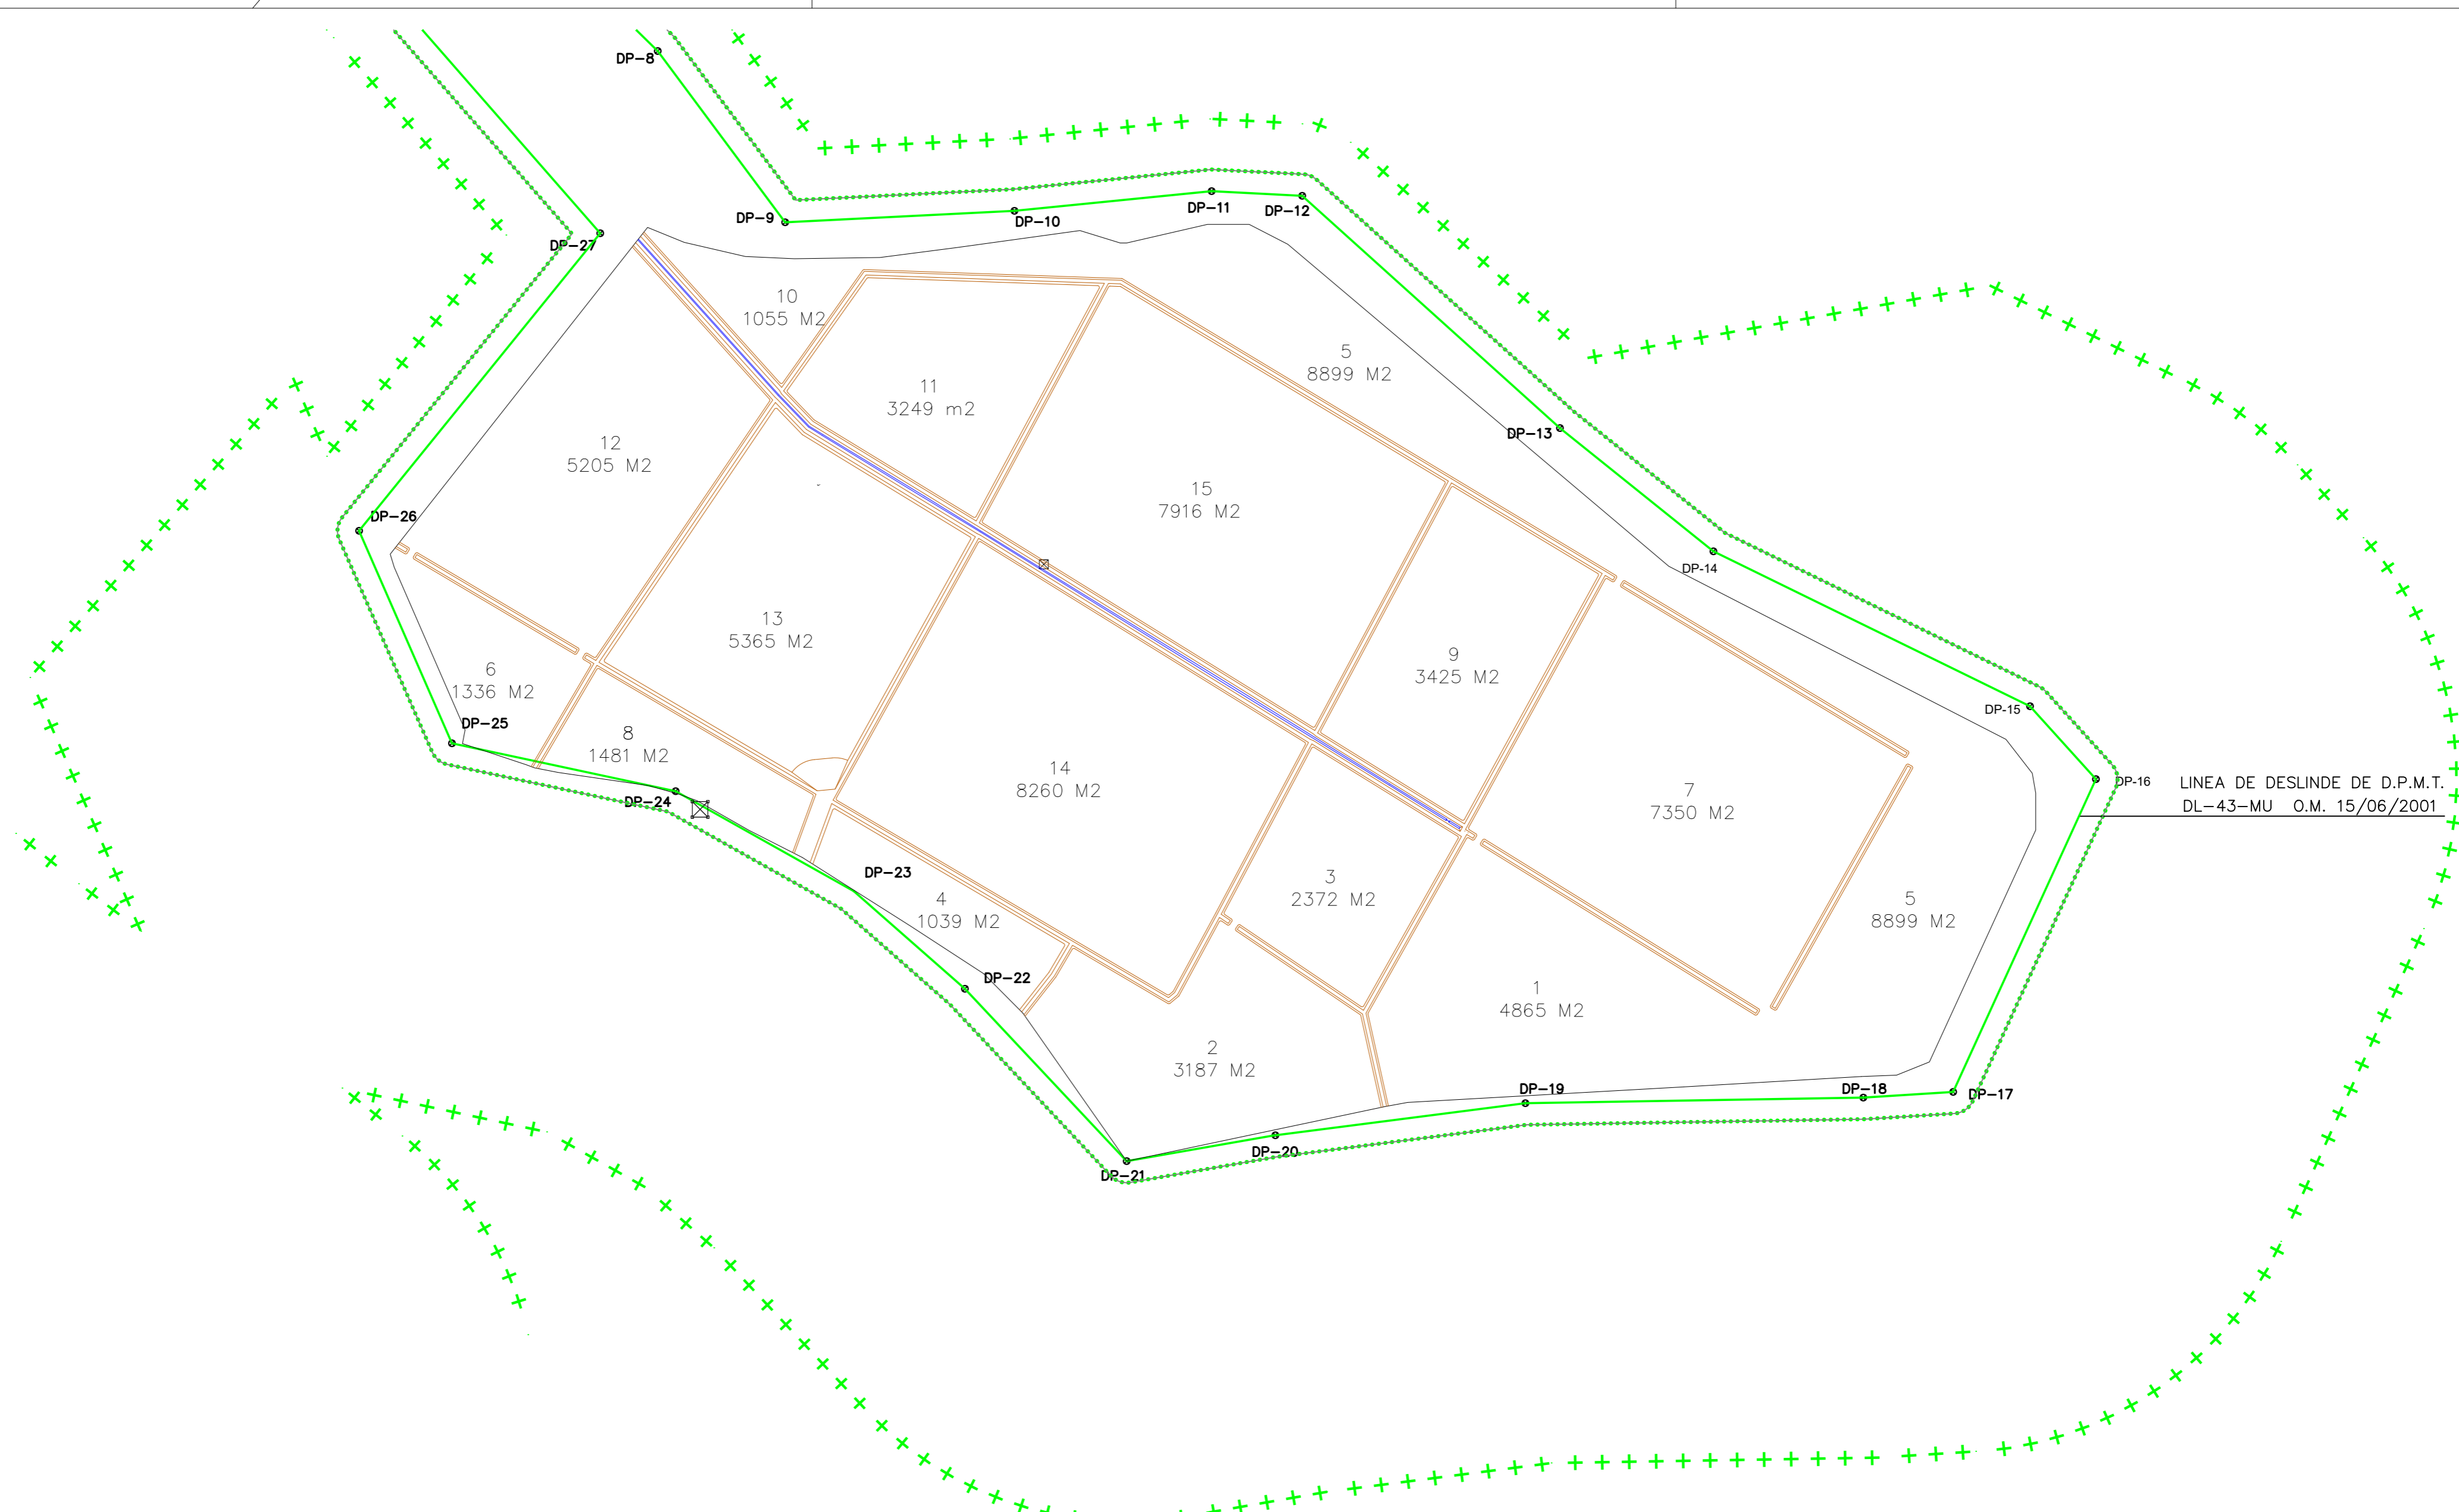 DP-8
DP-9
DP-10
DP-11
DP-12
DP-27
10
1055 M2
5
8899 M2
11
3249 m2
DP-13
12
5205 M2
15
7916 M2
DP-26
DP-14
13
5365 M2
9
3425 M2
6
1336 M2
DP-15
DP-25
8
1481 M2
14
8260 M2
7
7350 M2
DP-16
LINEA DE DESLINDE DE D.P.M.T.
DL-43-MU O.M. 15/06/2001
DP-24
DP-23
3
2372 M2
4
1039 M2
5
8899 M2
DP-22
1
4865 M2
2
3187 M2
DP-19
DP-18
DP-17
DP-20
DP-21